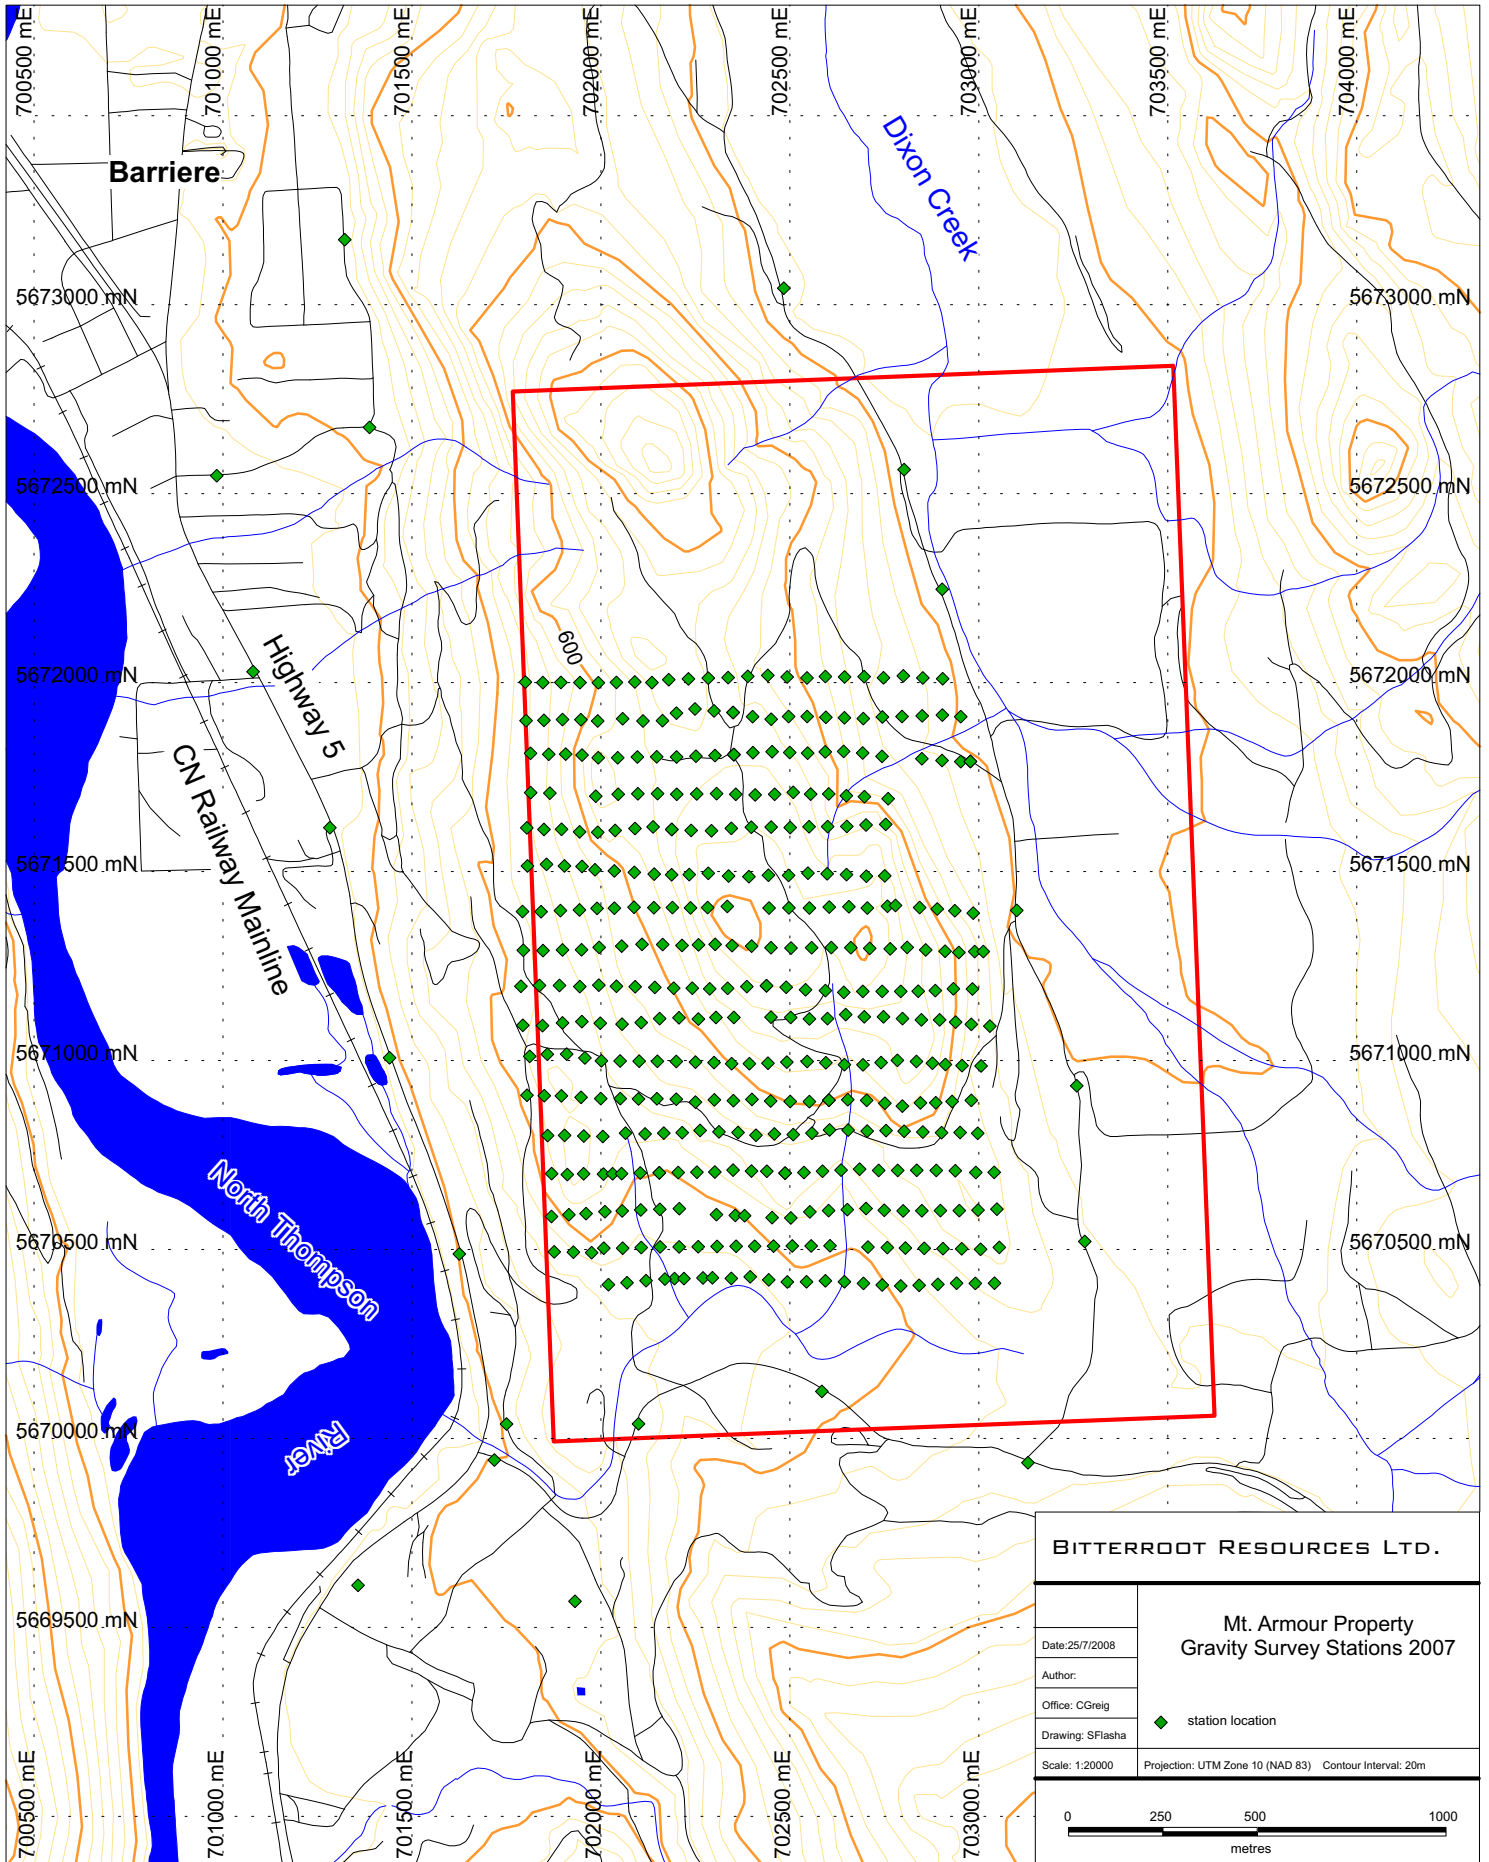 700500 mE
701000 mE
701500 mE
702000 mE
702500 mE
703000 mE
703500 mE
704000 mE
Barriere
Dixon Creek
5673000 mN
5673000 mN
5672500 mN
5672500 mN
600
Highway 5
5672000 mN
5672000 mN
CN Railway Mainline
5671500 mN
5671500 mN
5671000 mN
5671000 mN
North Thompson
River
5670500 mN
5670500 mN
5670000 mN
5670000 mN
5669500 mN
BITTERROOT RESOURCES LTD.
Mt. Armour Property
Gravity Survey Stations 2007
Date:25/7/2008
Author:
Office: CGreig
Drawing: SFlasha
station location
Scale: 1:20000
Projection: UTM Zone 10 (NAD 83) Contour Interval: 20m
0 250 500 1000
metres
700500 mE
701000 mE
701500 mE
702000 mE
702500 mE
703000 mE